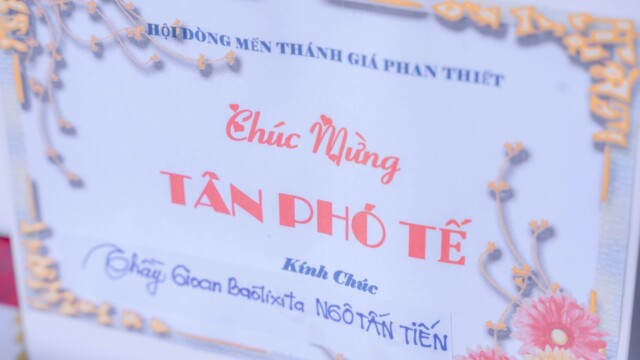 HỘI DÒNG MẾN THÁNH GIÁ PHAN THIẾT
Chúc Mừng
TÂN PHÓ TẾ
Kính Chúc
Thầy Gioan Baotixita NGÔ TẤN TIẾN